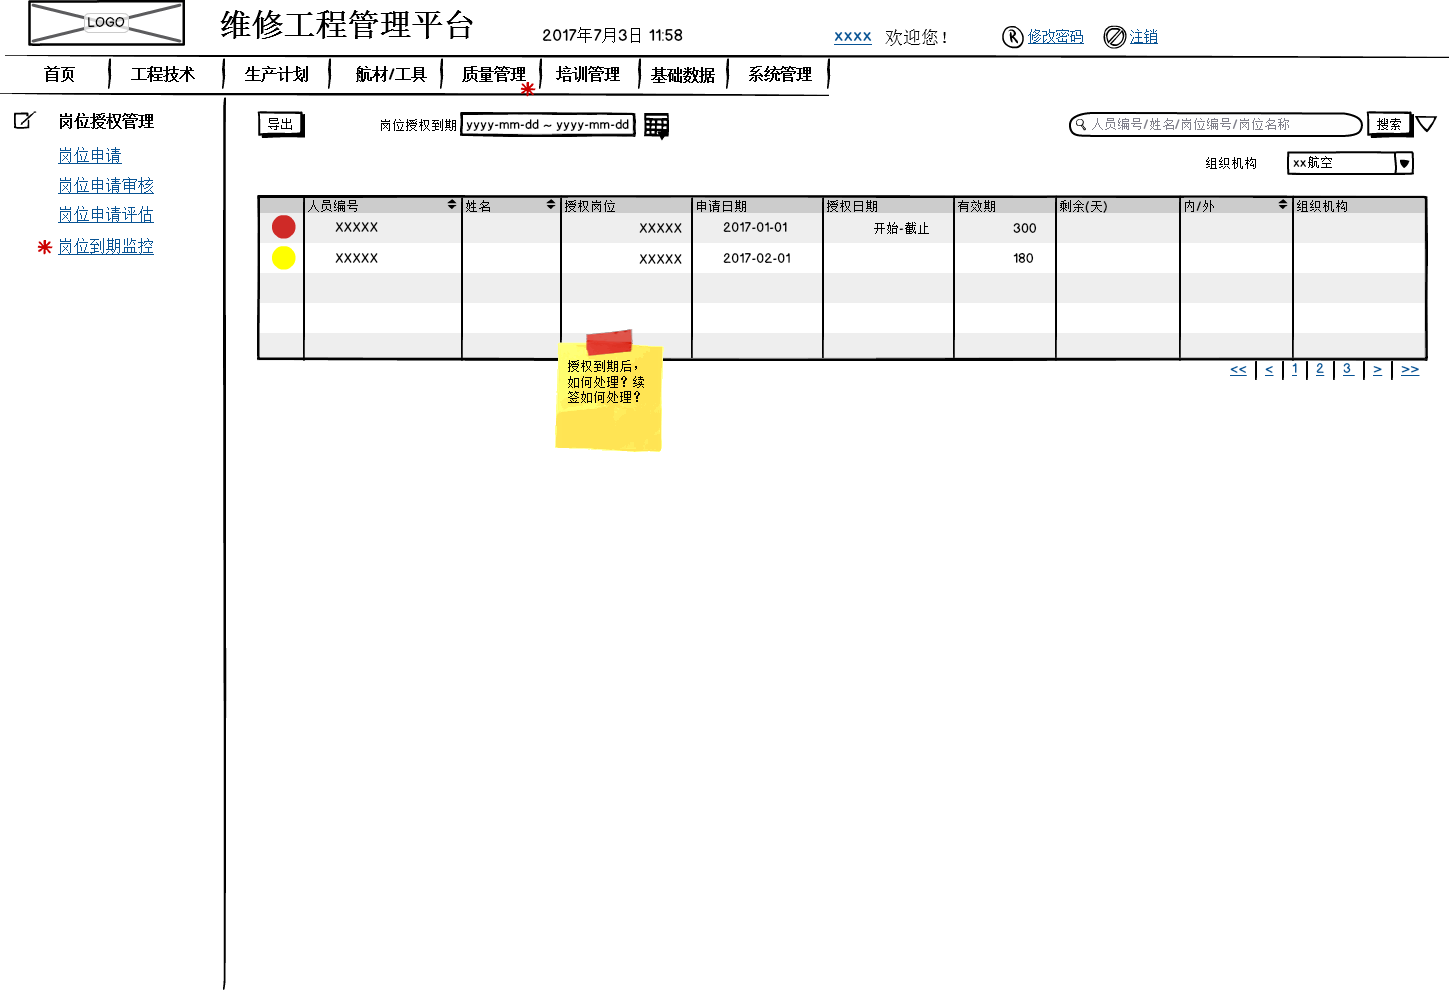 LOGO
维修工程管理平台
2017年7月3日 11:58
xxxx 欢迎您!
修改密码
注销
首页 工程技术 生产计划 航材/工具 质量管理 培训管理 基础数据 系统管理
岗位授权管理
岗位申请
岗位申请审核
岗位申请评估
岗位到期监控
导出
岗位授权到期 yyyy-mm-dd ~ yyyy-mm-dd
人员编号/姓名/岗位编号/岗位名称
搜索
组织机构 xx航空
人员编号 姓名 授权岗位 申请日期 授权日期 有效期 剩余(天) 内/外 组织机构
XXXXX XXXXX 2017-01-01 开始-截止 300
XXXXX XXXXX 2017-02-01 180
授权到期后，
如何处理？续
签如何处理？
<< < 1 2 3 > >>